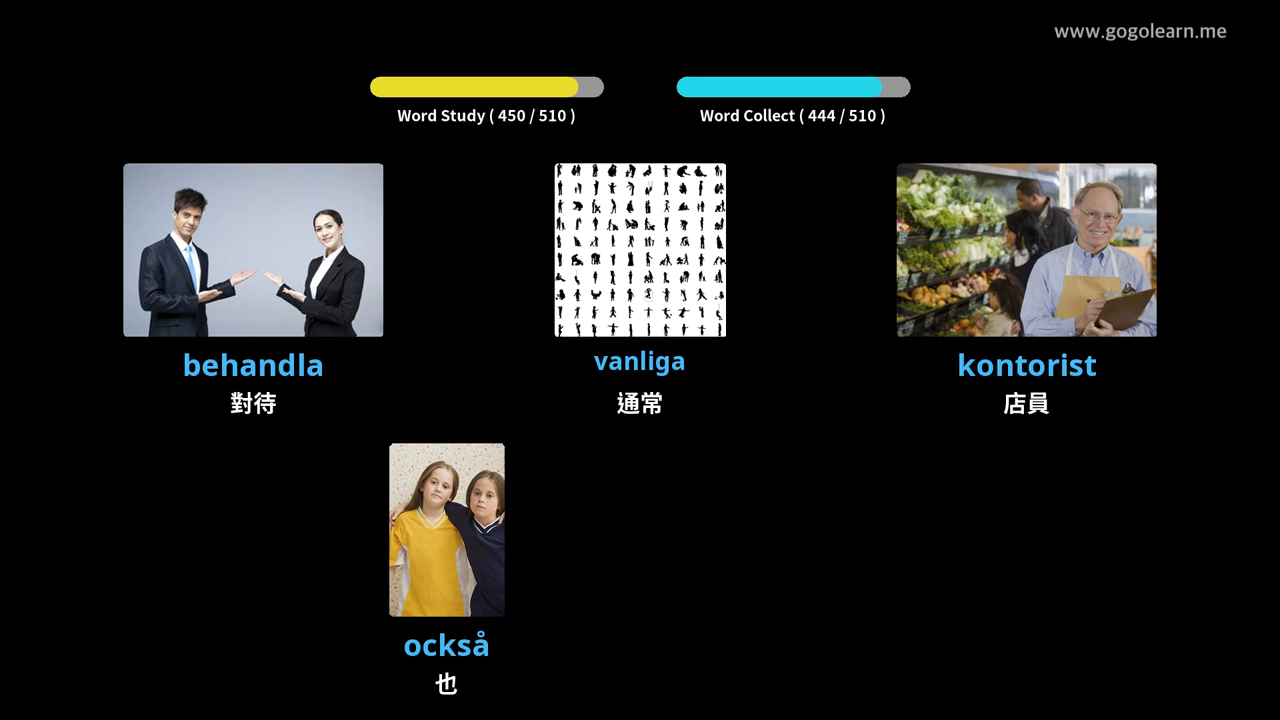 www.gogolearn.me
Word Study ( 450 / 510 )
Word Collect ( 444 / 510 )
behandla
對待
vanliga
通常
kontorist
店員
också
也